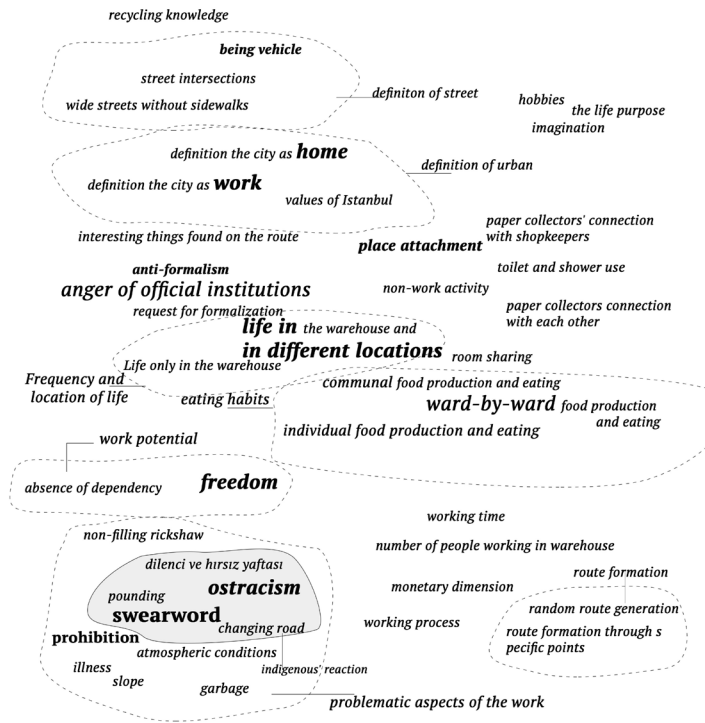 recycling knowledge
being vehicle
street intersections
wide streets without sidewalks
definiton of street
hobbies
the life purpose
imagination
definition the city as home
definition the city as work
values of Istanbul
definition of urban
interesting things found on the route
place attachment
paper collectors' connection
with shopkeepers
anti-formalism
anger of official institutions
request for formalization
toilet and shower use
non-work activity
paper collectors connection
with each other
life in the warehouse and
in different locations
Life only in the warehouse
room sharing
Frequency and
location of life
eating habits
communal food production and eating
ward-by-ward food production
and eating
individual food production and eating
work potential
absence of dependency
freedom
non-filling rickshaw
dilenci ve hırsız yaftası
ostracism
pounding
swearword
changing road
prohibition
atmospheric conditions
illness
indigenous' reaction
slope
garbage
problematic aspects of the work
working time
number of people working in warehouse
monetary dimension
working process
route formation
random route generation
route formation through s
pecific points